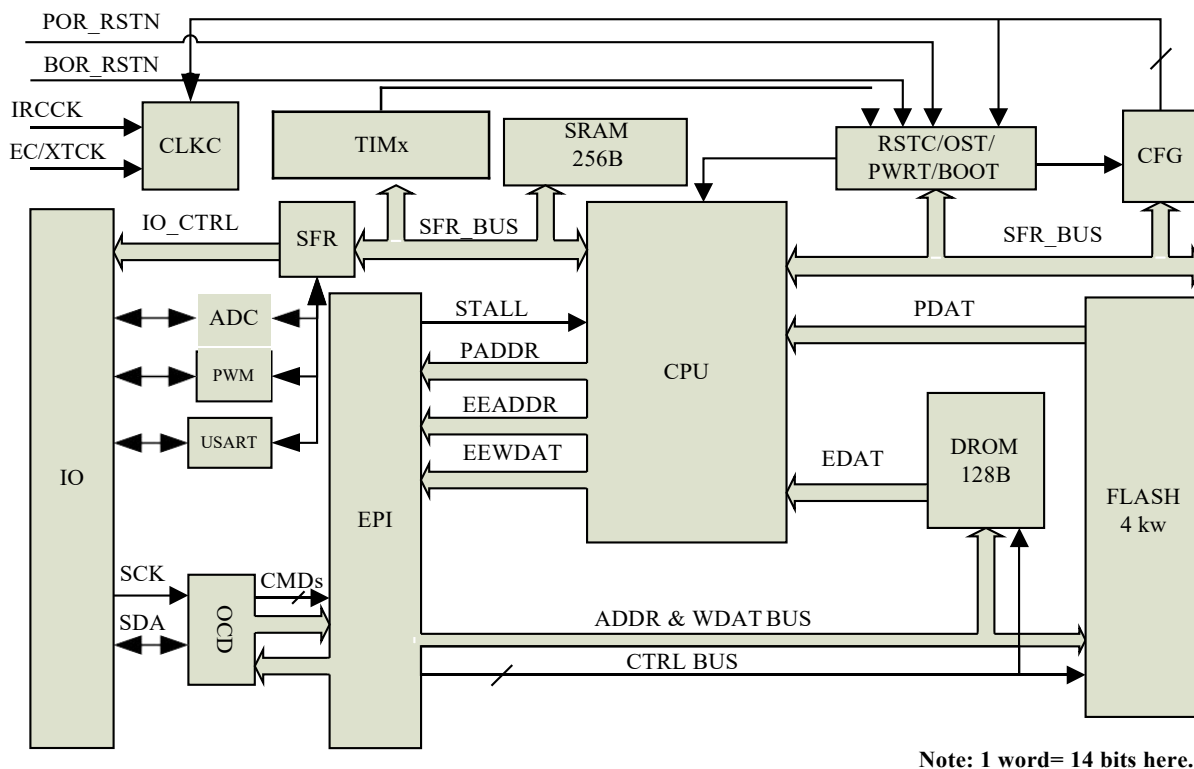 POR_RSTN
BOR_RSTN
IRCCK
EC/XTCK
CLKC
TIMx
SRAM
256B
RSTC/OST/
PWRT/BOOT
CFG
IO_CTRL
SFR
SFR_BUS
SFR_BUS
IO
ADC
PWM
USART
EPI
STALL
PADDR
EEADDR
EEWDAT
CPU
PDAT
EDAT
DROM
128B
FLASH
4 kw
SCK
SDA
OCD
CMDs
ADDR & WDAT BUS
CTRL BUS
Note: 1 word= 14 bits here.